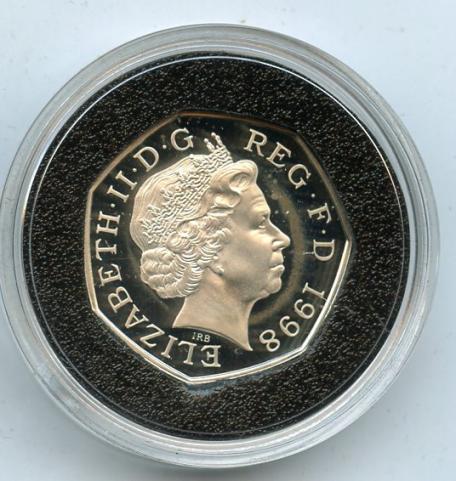 ELIZABETH·II·D·G REG·F·D 1998
IRB